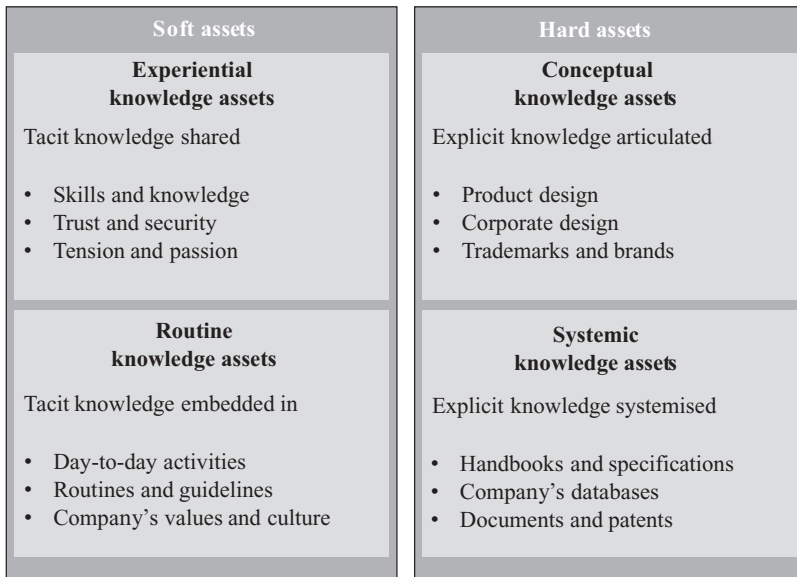 Soft assets
Experiential
knowledge assets
Tacit knowledge shared
• Skills and knowledge
• Trust and security
• Tension and passion
Routine
knowledge assets
Tacit knowledge embedded in
• Day-to-day activities
• Routines and guidelines
• Company's values and culture
Hard assets
Conceptual
knowledge assets
Explicit knowledge articulated
• Product design
• Corporate design
• Trademarks and brands
Systemic
knowledge assets
Explicit knowledge systemised
• Handbooks and specifications
• Company's databases
• Documents and patents